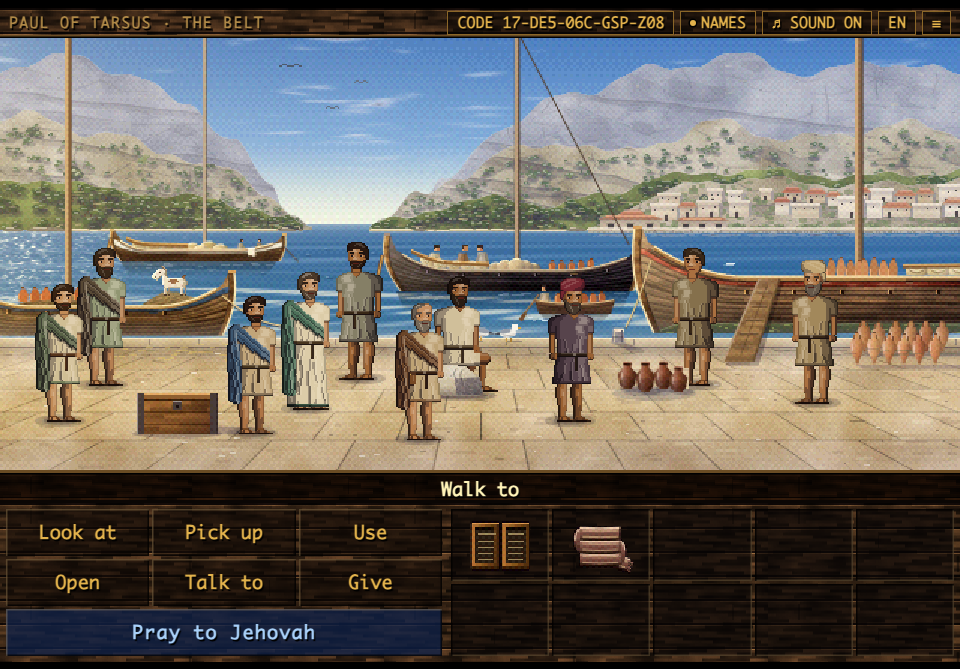 PAUL OF TARSUS · THE BELT
CODE 17-DE5-06C-GSP-Z08
● NAMES
♬ SOUND ON
EN
≡
Walk to
Look at
Pick up
Use
Open
Talk to
Give
Pray to Jehovah